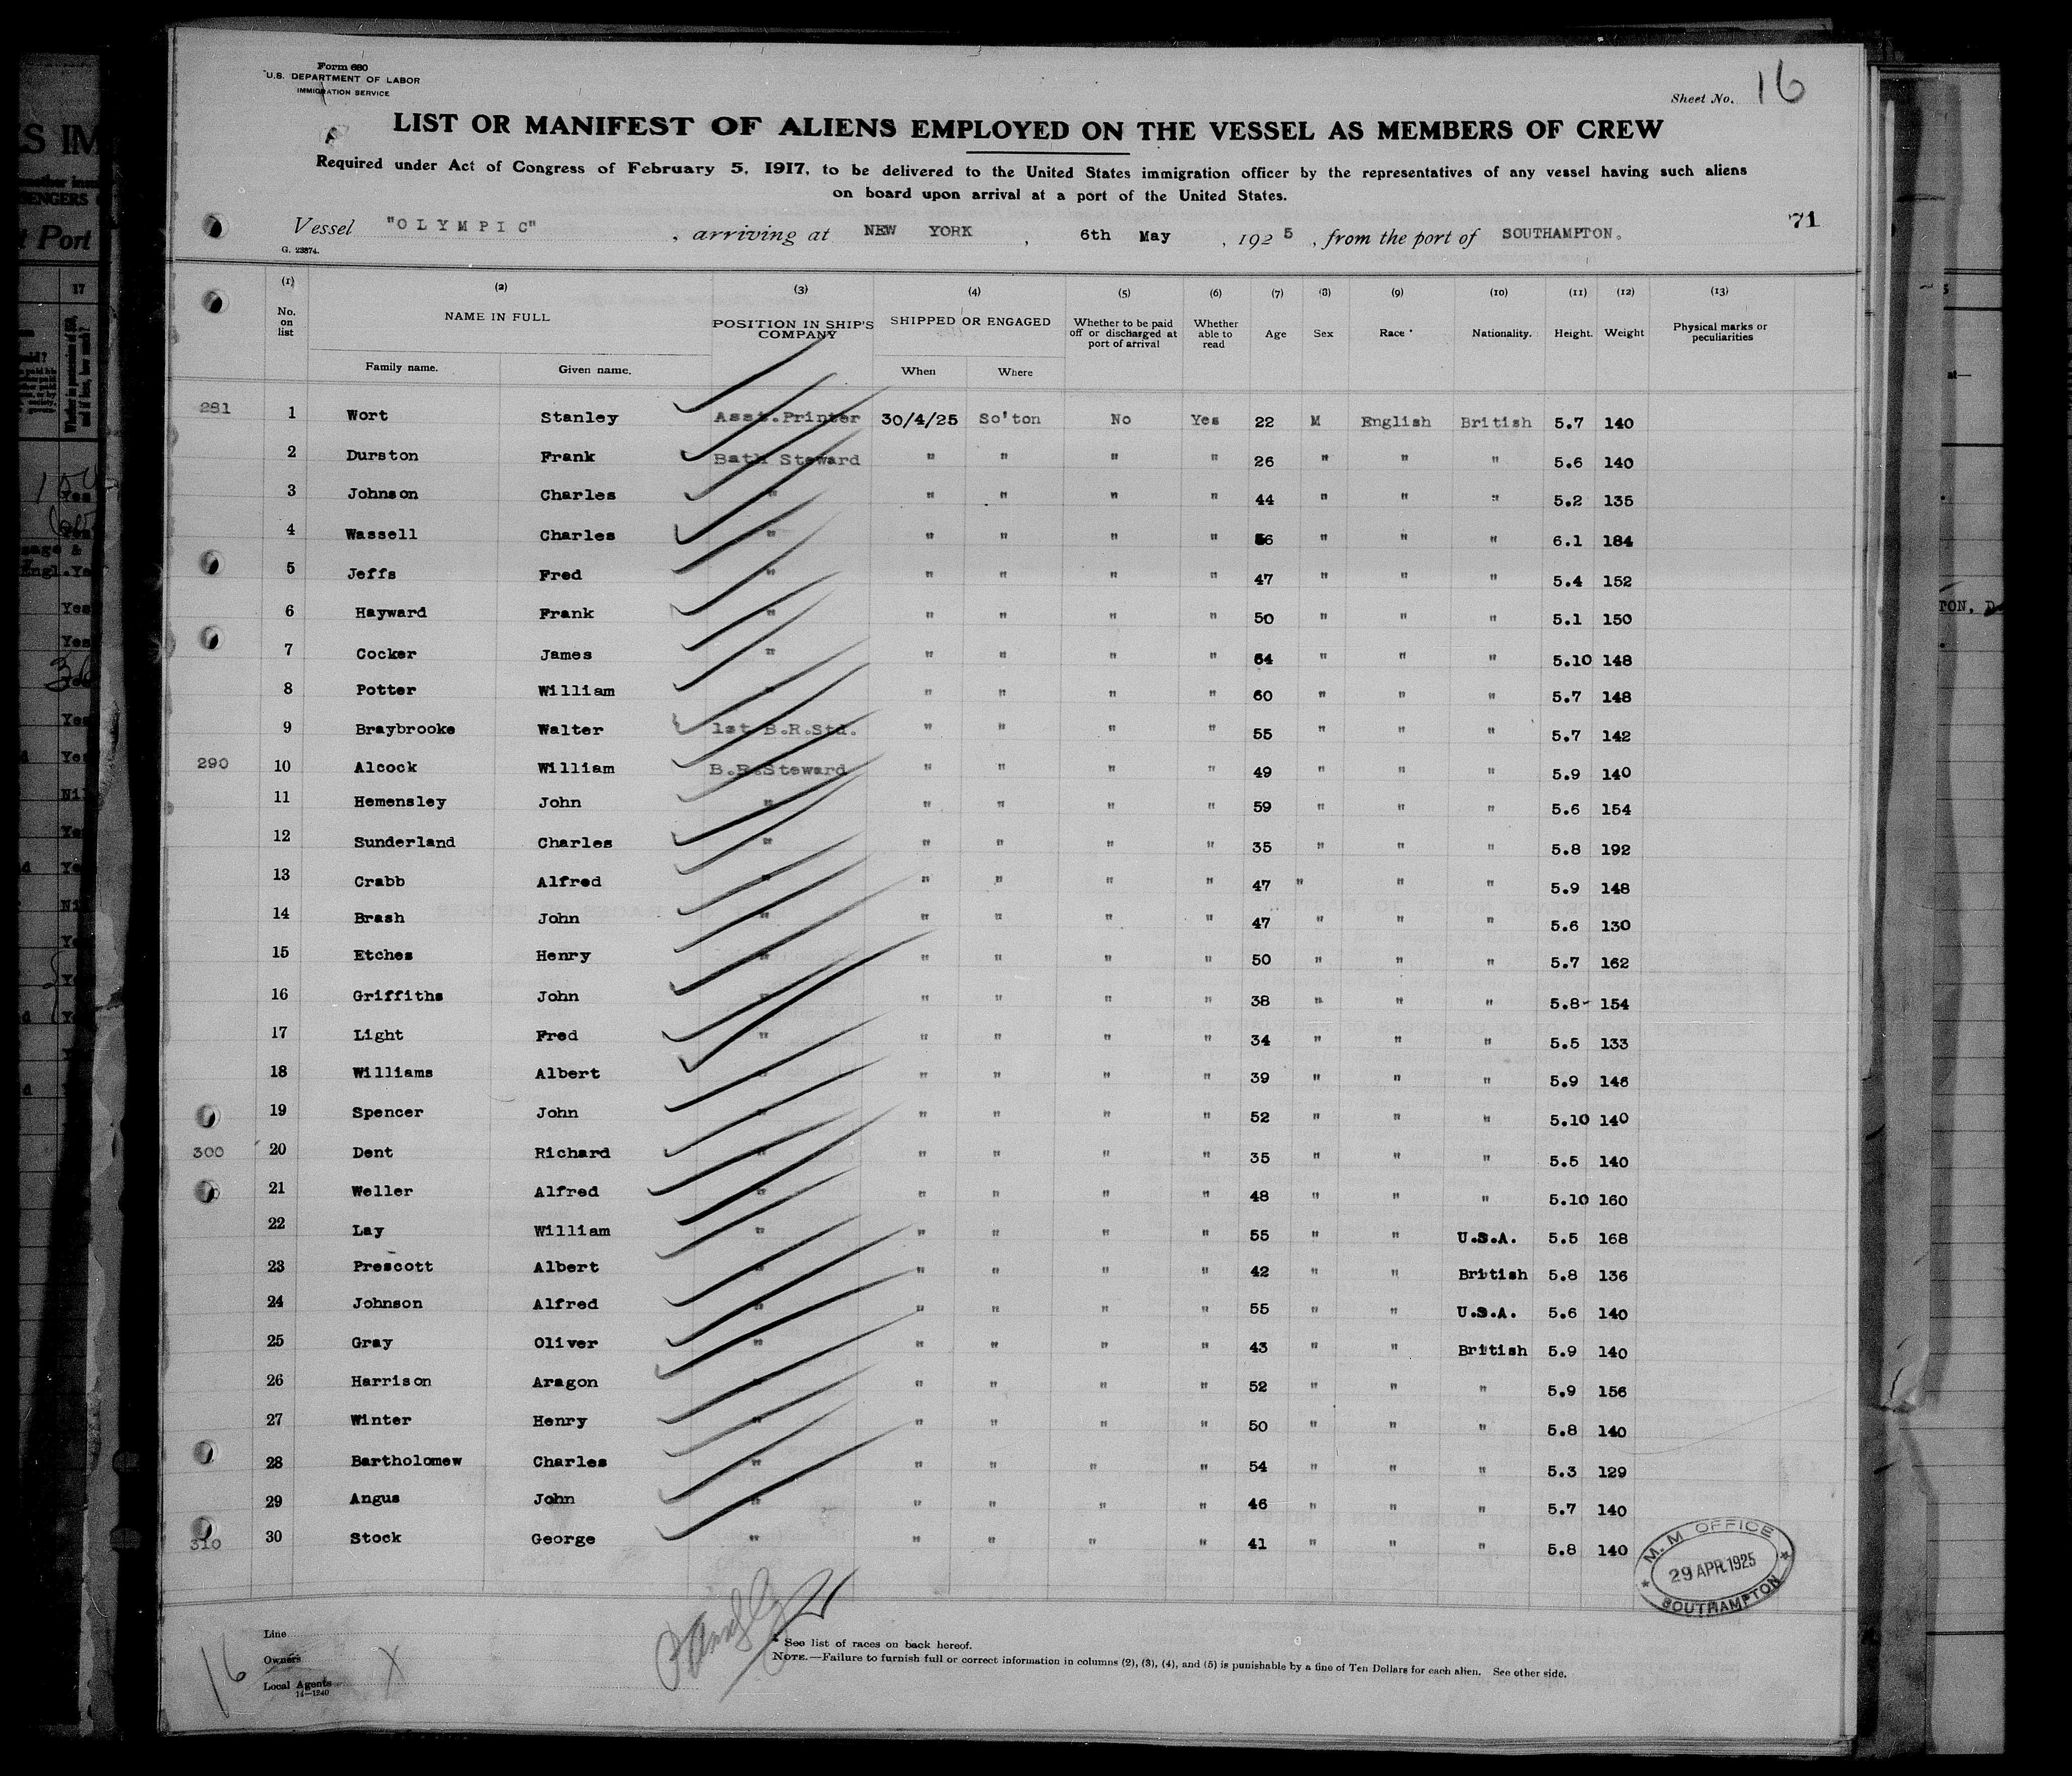 Form 680
U.S. DEPARTMENT OF LABOR
IMMIGRATION SERVICE
Sheet No. 16
LIST OR MANIFEST OF ALIENS EMPLOYED ON THE VESSEL AS MEMBERS OF CREW
Required under Act of Congress of February 5, 1917, to be delivered to the United States immigration officer by the representatives of any vessel having such aliens
on board upon arrival at a port of the United States.
Vessel "OLYMPIC", arriving at NEW YORK, 6th May, 1925, from the port of SOUTHAMPTON.
71
G. 23874.
(1) (2) (3) (4) (5) (6) (7) (8) (9) (10) (11) (12) (13)
No. on list NAME IN FULL POSITION IN SHIP'S COMPANY SHIPPED OR ENGAGED Whether to be paid off or discharged at port of arrival Whether able to read Age Sex Race * Nationality. Height. Weight Physical marks or peculiarities
Family name. Given name. When Where
281 1 Wort Stanley Asst.Printer 30/4/25 So'ton No Yes 22 M English British 5.7 140
2 Durston Frank Bath Steward " " " " 26 " " " 5.6 140
3 Johnson Charles " " " " " 44 " " " 5.2 135
4 Wassell Charles " " " " " 56 " " " 6.1 184
5 Jeffs Fred " " " " " 47 " " " 5.4 152
6 Hayward Frank " " " " " 50 " " " 5.1 150
7 Cocker James " " " " " 64 " " " 5.10 148
8 Potter William " " " " " 60 " " " 5.7 148
9 Braybrooke Walter 1st B.R.Std. " " " " 55 " " " 5.7 142
290 10 Alcock William B.R.Steward " " " " 49 " " " 5.9 140
11 Hemensley John " " " " " 59 " " " 5.6 154
12 Sunderland Charles " " " " " 35 " " " 5.8 192
13 Crabb Alfred " " " " " 47 " " " 5.9 148
14 Brash John " " " " " 47 " " " 5.6 130
15 Etches Henry " " " " " 50 " " " 5.7 162
16 Griffiths John " " " " " 38 " " " 5.8 154
17 Light Fred " " " " " 34 " " " 5.5 133
18 Williams Albert " " " " " 39 " " " 5.9 146
19 Spencer John " " " " " 52 " " " 5.10 140
300 20 Dent Richard " " " " " 35 " " " 5.5 140
21 Weller Alfred " " " " " 48 " " " 5.10 160
22 Lay William " " " " " 55 " " U.S.A. 5.5 168
23 Prescott Albert " " " " " 42 " " British 5.8 136
24 Johnson Alfred " " " " " 55 " " U.S.A. 5.6 140
25 Gray Oliver " " " " " 43 " " British 5.9 140
26 Harrison Aragon " " " " " 52 " " " 5.9 156
27 Winter Henry " " " " " 50 " " " 5.8 140
28 Bartholomew Charles " " " " " 54 " " " 5.3 129
29 Angus John " " " " " 46 " " " 5.7 140
310 30 Stock George " " " " " 41 " " " 5.8 140
M.M OFFICE
29 APR.1925
SOUTHAMPTON
Line
Owners
Local Agents
14—1240
16
X
* See list of races on back hereof.
NOTE.—Failure to furnish full or correct information in columns (2), (3), (4), and (5) is punishable by a fine of Ten Dollars for each alien. See other side.